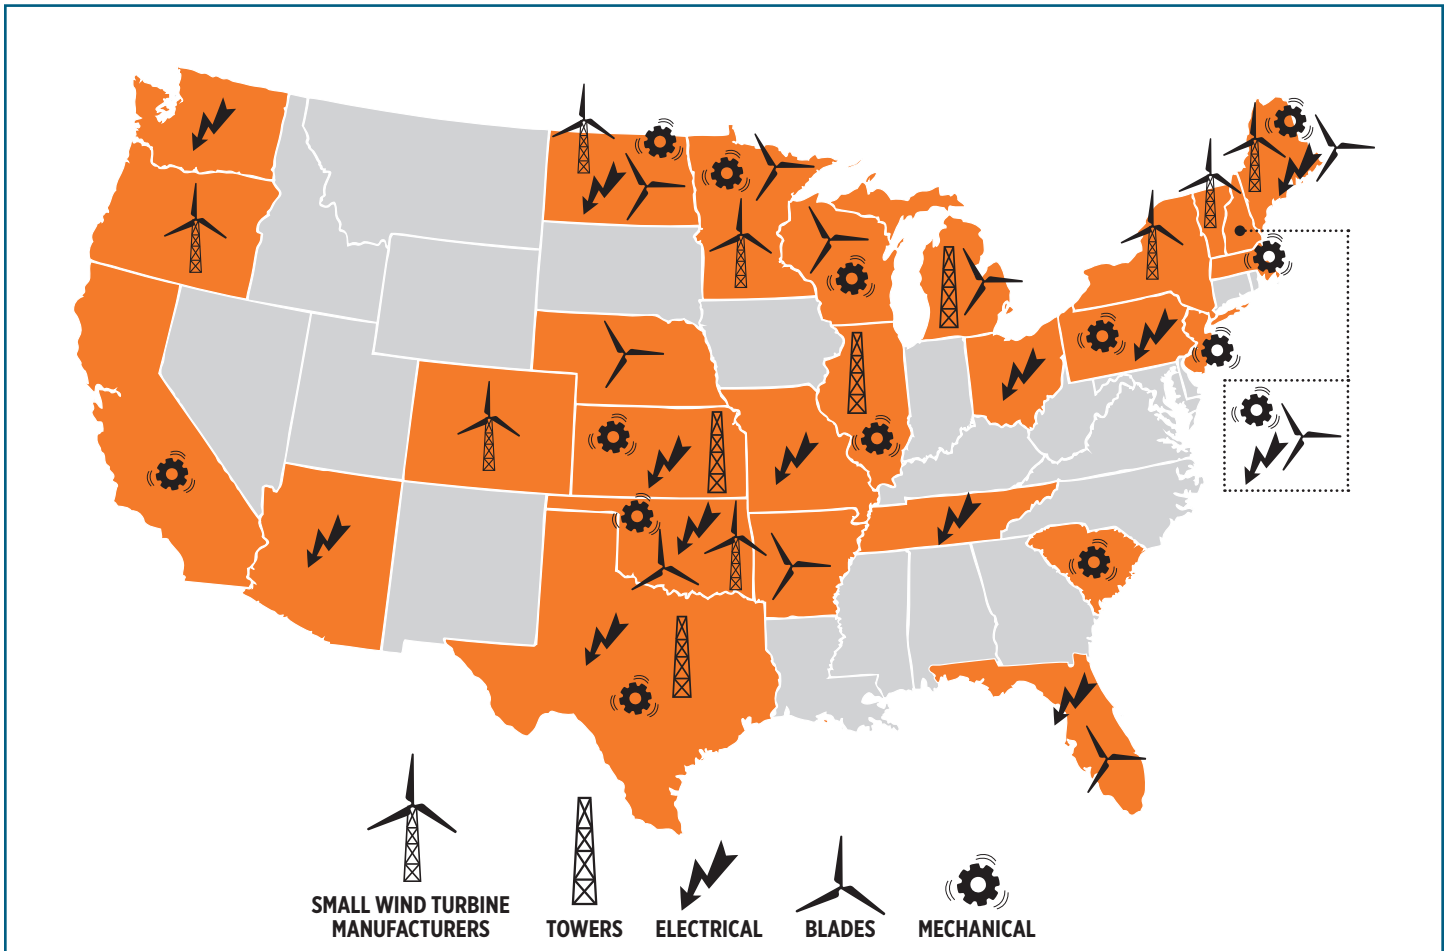 SMALL WIND TURBINE
MANUFACTURERS
TOWERS
ELECTRICAL
BLADES
MECHANICAL